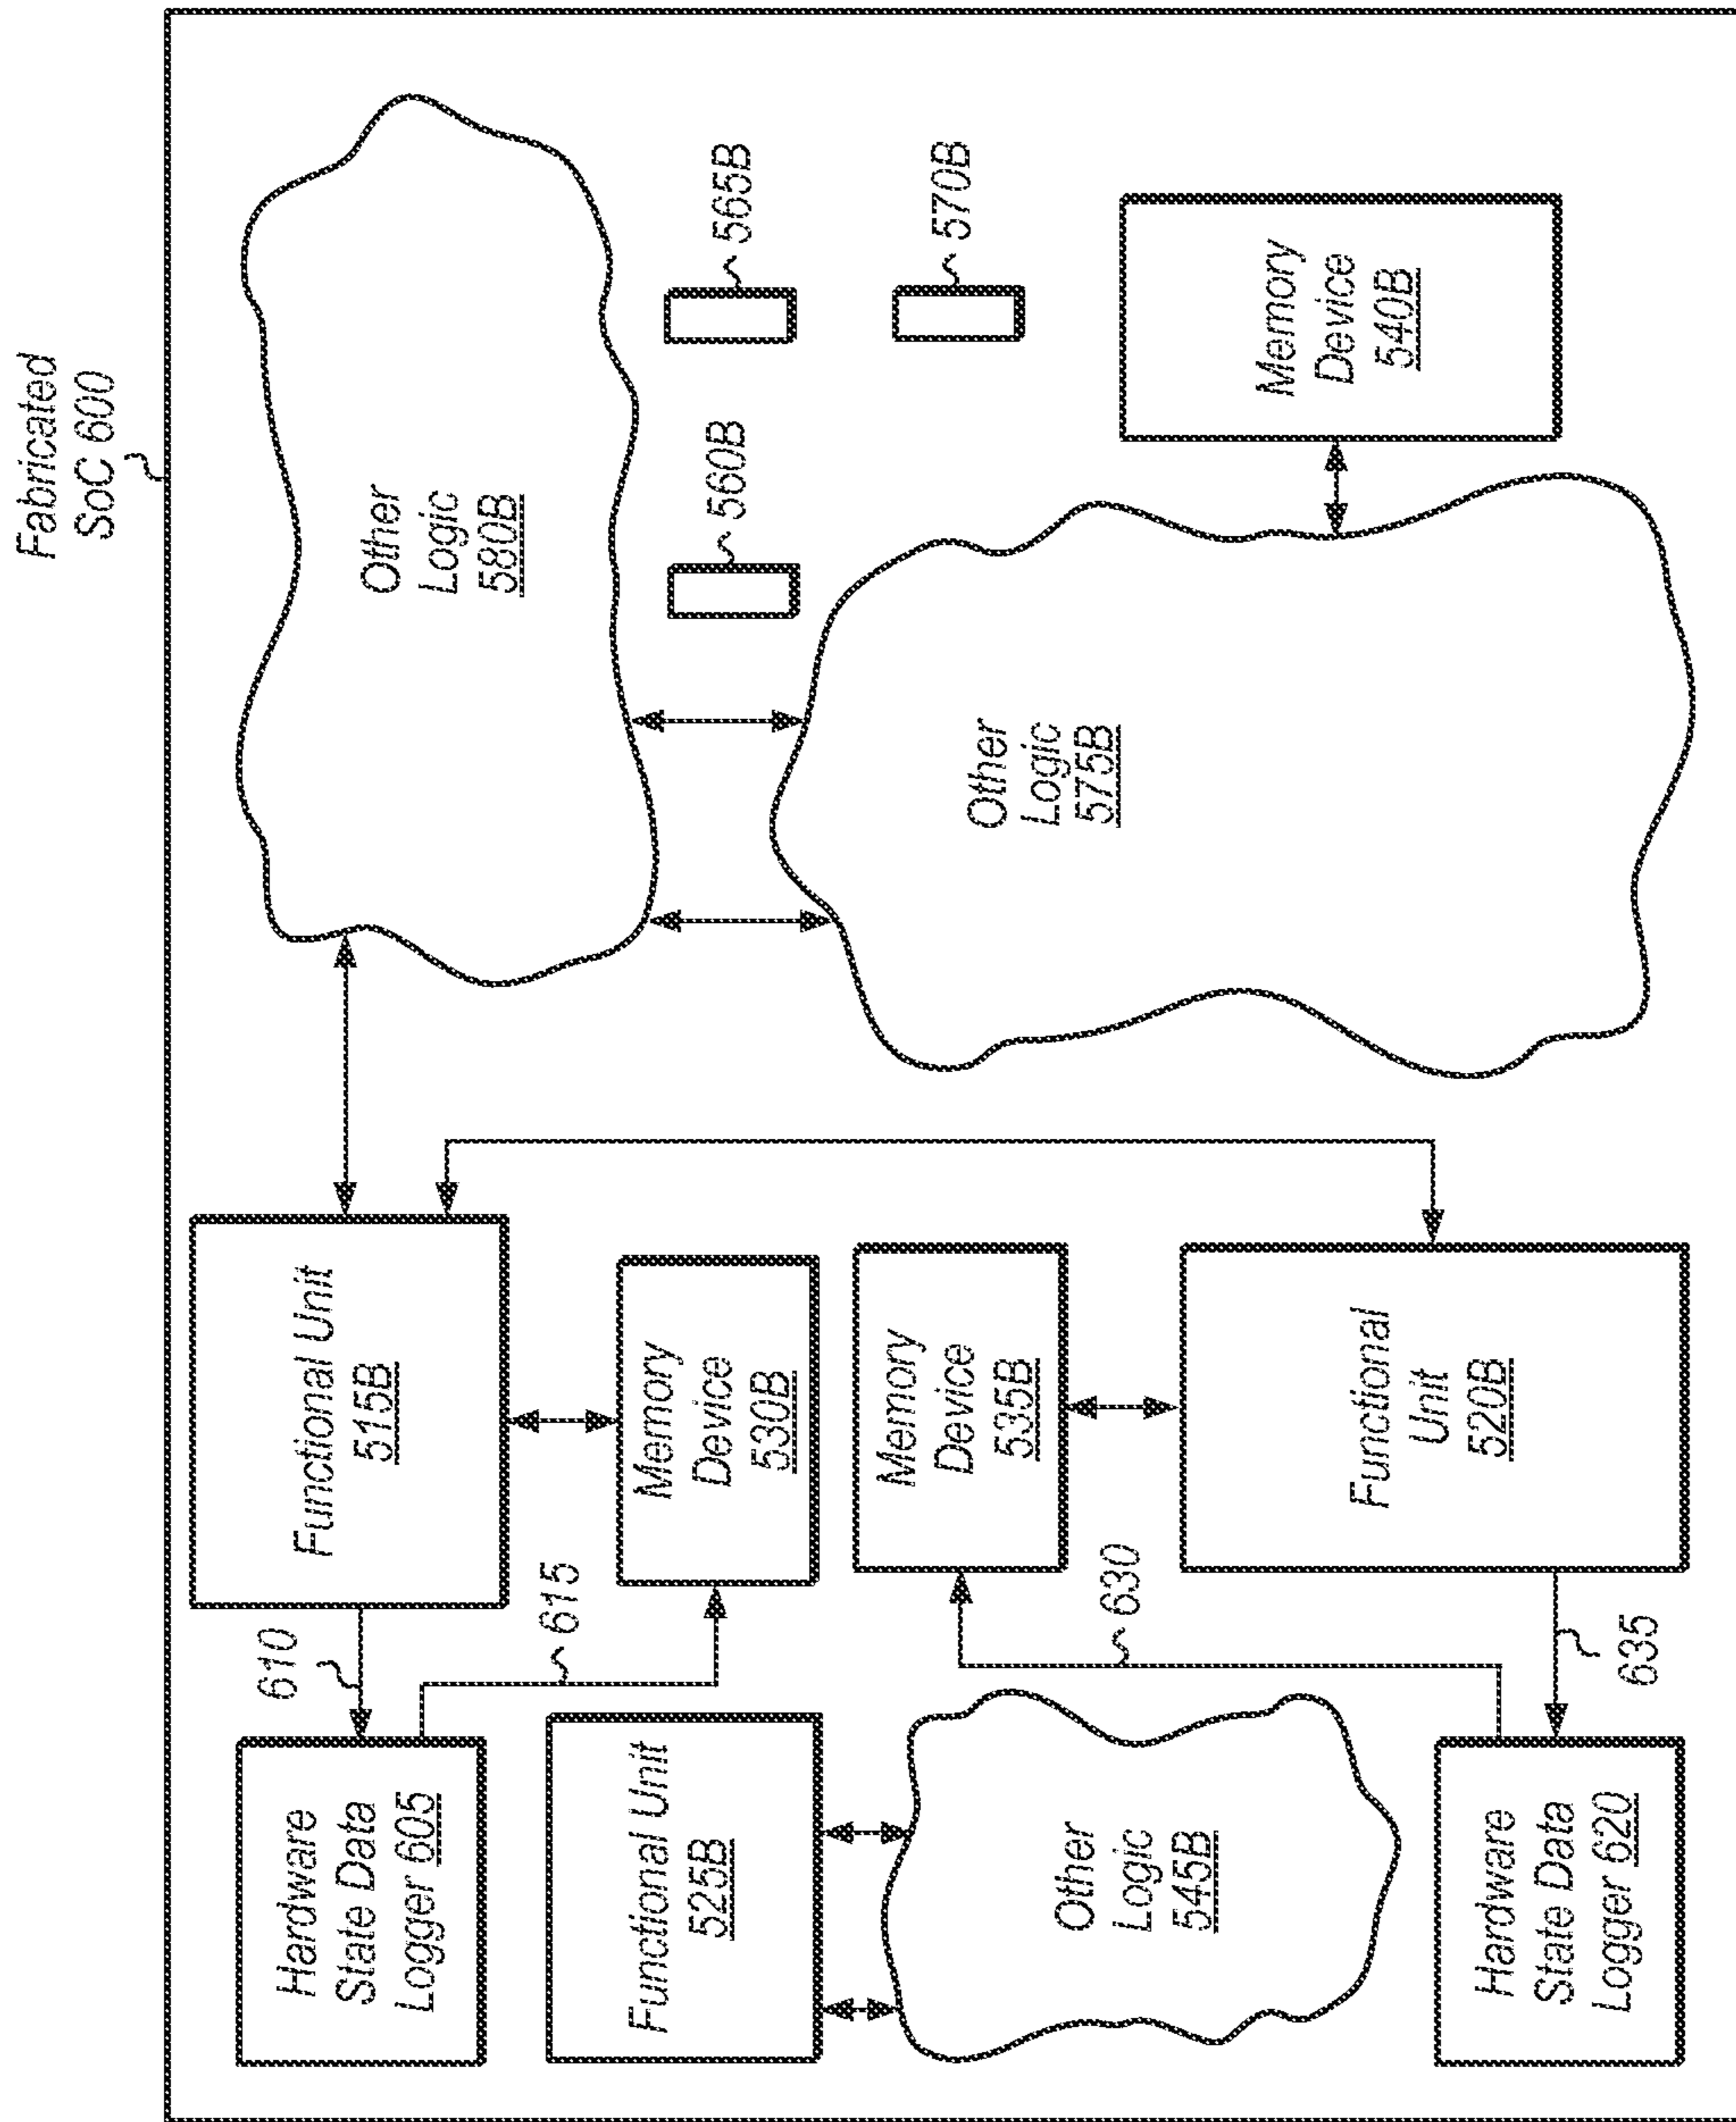 Fabricated
SoC 600
Hardware
State Data
Logger 605
610
Functional Unit
515B
Other
Logic
580B
615
Functional Unit
525B
Memory
Device
530B
560B
565B
Other
Logic
545B
Memory
Device
535B
630
Other
Logic
575B
570B
Hardware
State Data
Logger 620
635
Functional
Unit
520B
Memory
Device
540B